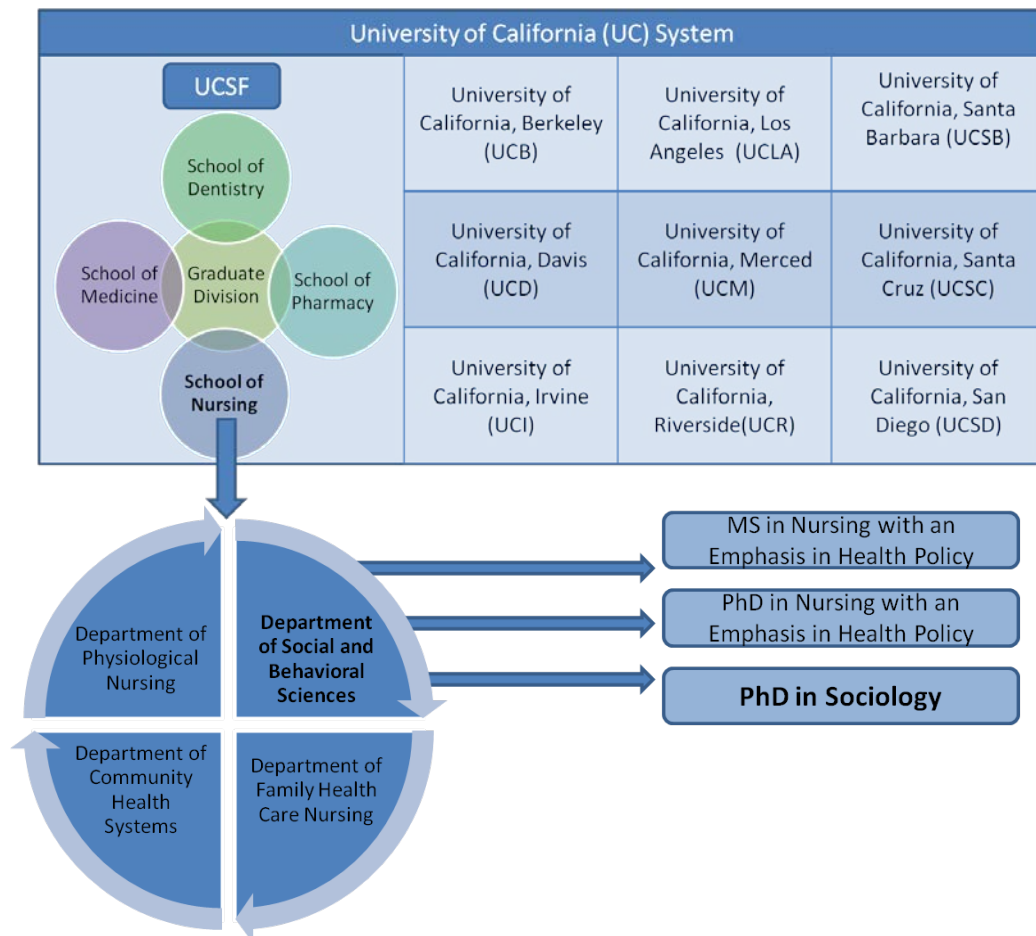 University of California (UC) System
UCSF
School of
Dentistry
School of
Medicine
Graduate
Division
School of
Pharmacy
School of
Nursing
University of
California, Berkeley
(UCB)
University of
California, Los
Angeles (UCLA)
University of
California, Santa
Barbara (UCSB)
University of
California, Davis
(UCD)
University of
California, Merced
(UCM)
University of
California, Santa
Cruz (UCSC)
University of
California, Irvine
(UCI)
University of
California,
Riverside(UCR)
University of
California, San
Diego (UCSD)
Department of
Physiological
Nursing
Department
of Social and
Behavioral
Sciences
Department of
Community
Health
Systems
Department of
Family Health
Care Nursing
MS in Nursing with an
Emphasis in Health Policy
PhD in Nursing with an
Emphasis in Health Policy
PhD in Sociology